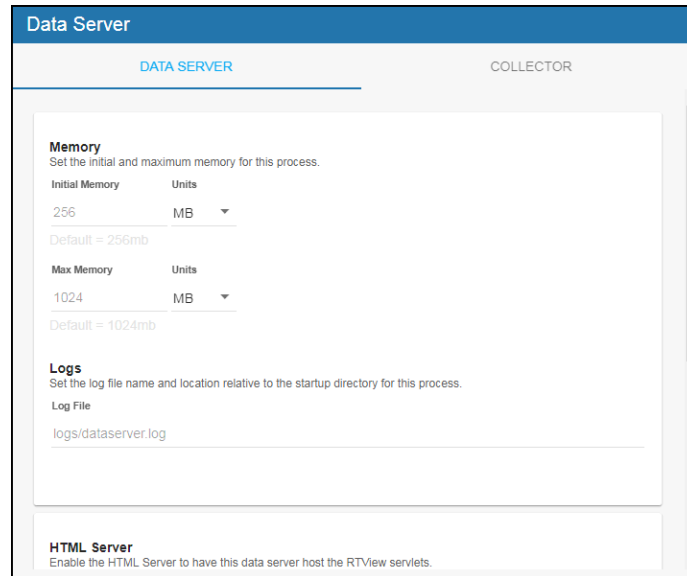 Data Server
DATA SERVER COLLECTOR
Memory
Set the initial and maximum memory for this process.
Initial Memory Units
256 MB
Default = 256mb
Max Memory Units
1024 MB
Default = 1024mb
Logs
Set the log file name and location relative to the startup directory for this process.
Log File
logs/dataserver.log
HTML Server
Enable the HTML Server to have this data server host the RTView servlets.